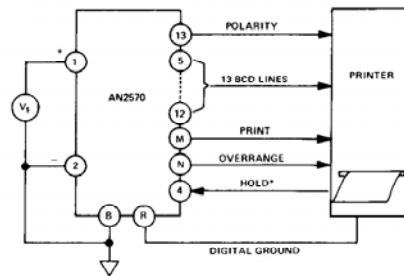 13
POLARITY
+
1
5
13 BCD LINES
PRINTER
AN2570
Vs
12
M
PRINT
−
2
N
OVERRANGE
4
HOLD*
B
R
DIGITAL GROUND